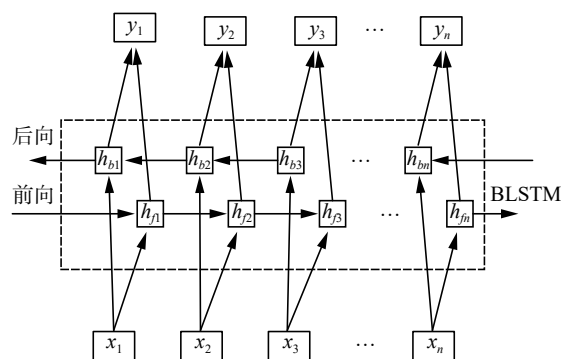 y1 y2 y3 … yn
后向 hb1 hb2 hb3 … hbn
前向 hf1 hf2 hf3 … hfn BLSTM
x1 x2 x3 … xn